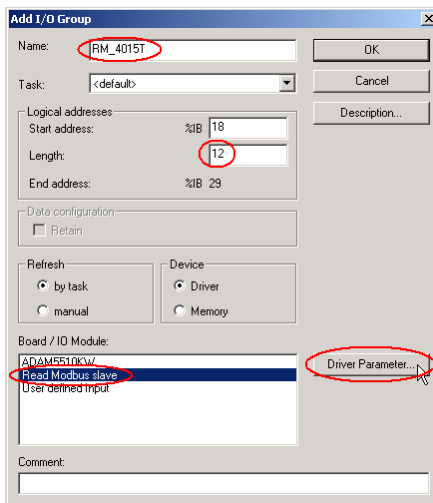 Add I/O Group
Name: RM_4015T OK
Task: <default> Cancel
Logical addresses Description...
Start address: %IB 18
Length: 12
End address: %IB 29
Data configuration
Retain
Refresh Device
by task Driver
manual Memory
Board / IO Module:
ADAM5510KW
Read Modbus slave Driver Parameter...
User defined Input
Comment: